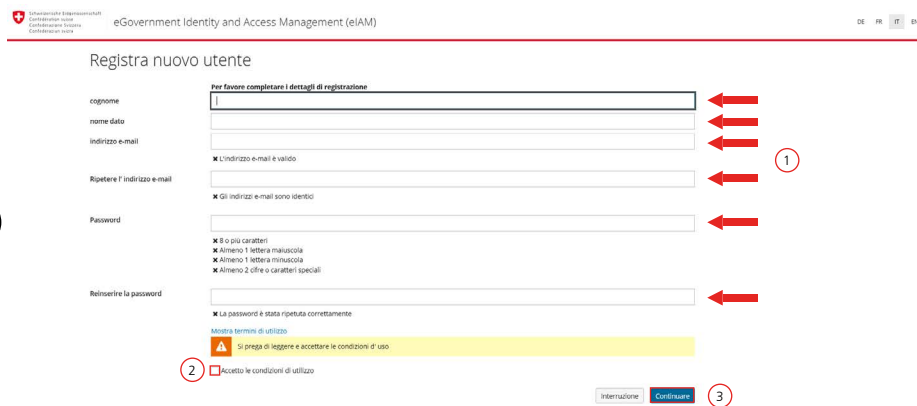 Schweizerische Eidgenossenschaft
Confédération suisse
Confederazione Svizzera
Confederaziun svizra
eGovernment Identity and Access Management (eIAM)
DE FR IT EN
Registra nuovo utente
Per favore completare i dettagli di registrazione
cognome
nome dato
indirizzo e-mail
✖ L'indirizzo e-mail è valido
1
Ripetere l' indirizzo e-mail
✖ Gli indirizzi e-mail sono identici
Password
✖ 8 o più caratteri
✖ Almeno 1 lettera maiuscola
✖ Almeno 1 lettera minuscola
✖ Almeno 2 cifre o caratteri speciali
Reinserire la password
✖ La password è stata ripetuta correttamente
Mostra termini di utilizzo
Si prega di leggere e accettare le condizioni d' uso
2 Accetto le condizioni di utilizzo
Interruzione Continuare 3